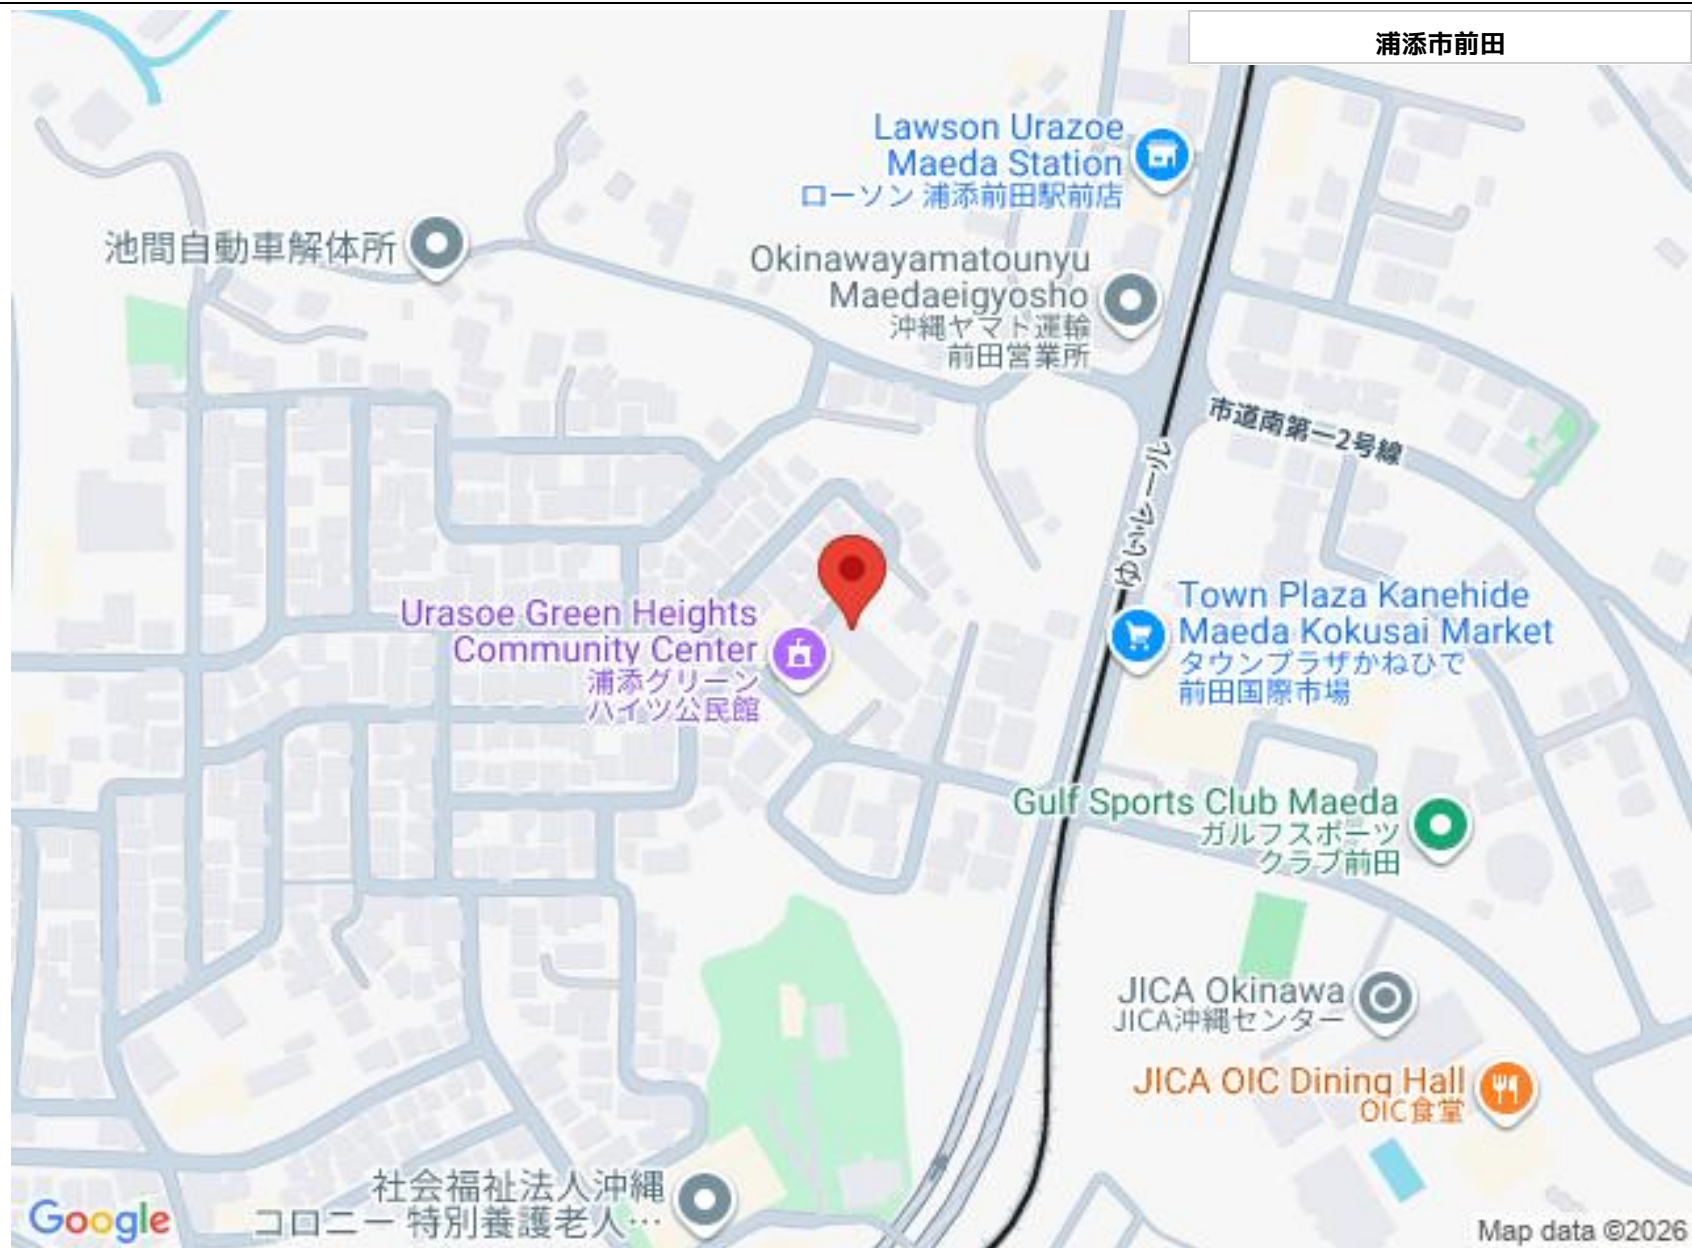 浦添市前田
Lawson Urazoe
Maeda Station
ローソン 浦添前田駅前店
池間自動車解体所
Okinawayamatounyu
Maedaeigyosho
沖縄ヤマト運輸
前田営業所
市道南第一2号線
ゆいレール
Urasoe Green Heights
Community Center
浦添グリーン
ハイツ公民館
Town Plaza Kanehide
Maeda Kokusai Market
タウンプラザかねひで
前田国際市場
Gulf Sports Club Maeda
ガルフスポーツ
クラブ前田
JICA Okinawa
JICA沖縄センター
JICA OIC Dining Hall
OIC食堂
社会福祉法人沖縄
コロニー 特別養護老人…
Google
Map data ©2026